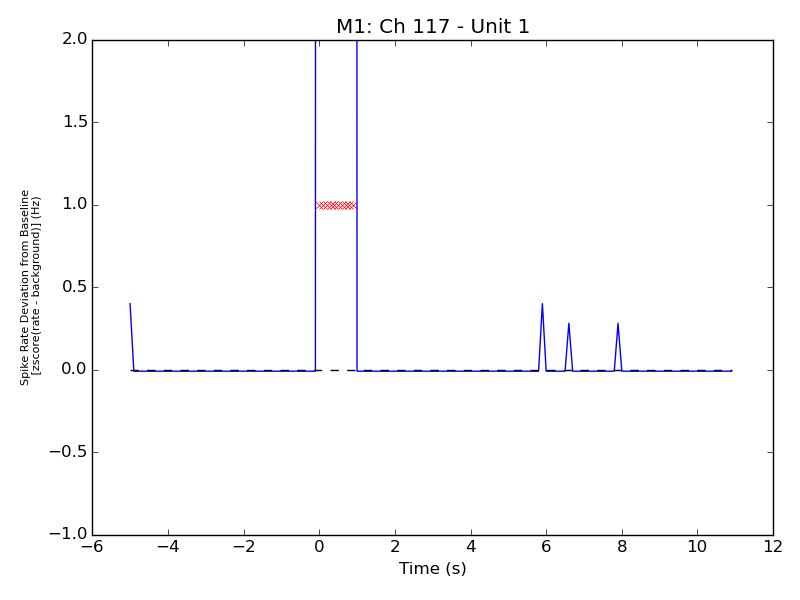 M1: Ch 117 - Unit 1
2.0
1.5
1.0
0.5
0.0
−0.5
−1.0
Spike Rate Deviation from Baseline
[zscore(rate - background)] (Hz)
−6 −4 −2 0 2 4 6 8 10 12
Time (s)